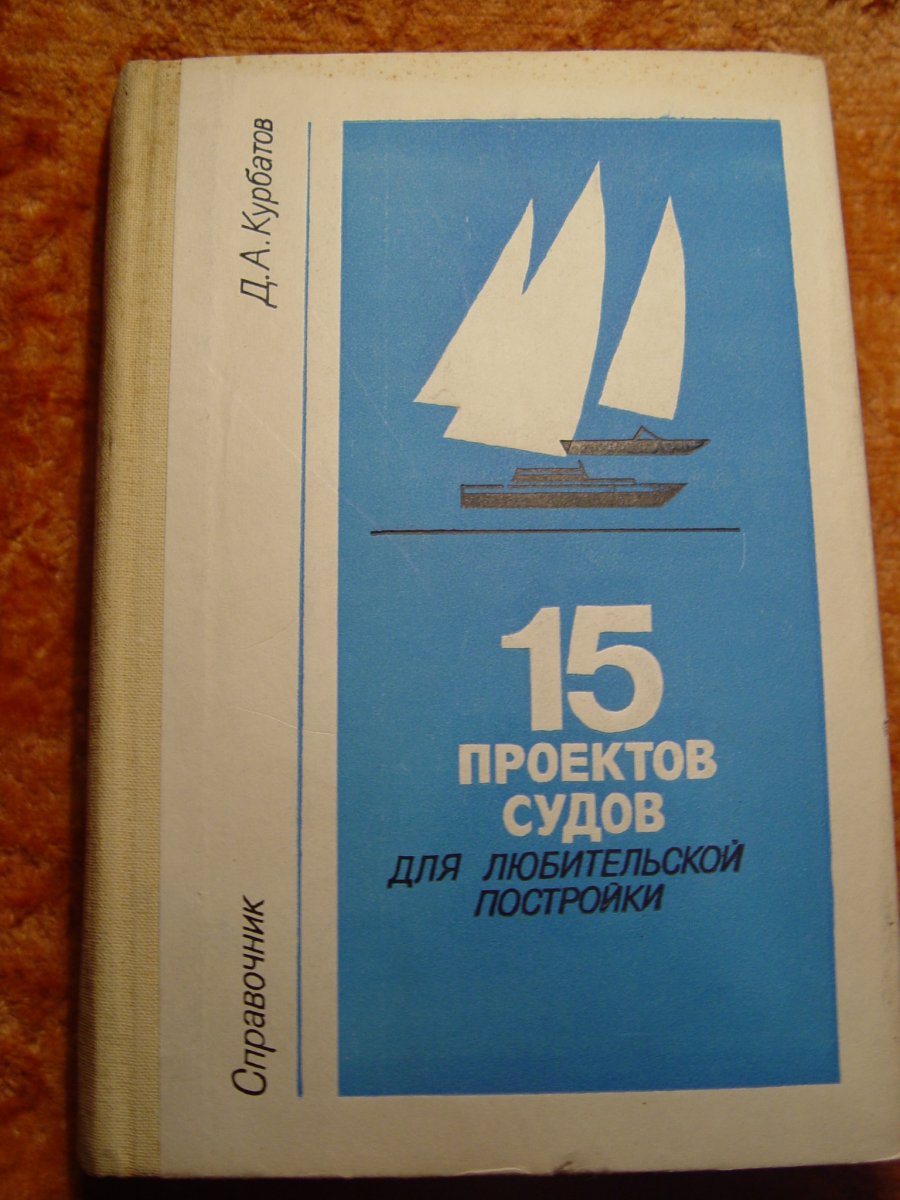 Д.А.Курбатов
Справочник
15
ПРОЕКТОВ
СУДОВ
ДЛЯ ЛЮБИТЕЛЬСКОЙ
ПОСТРОЙКИ